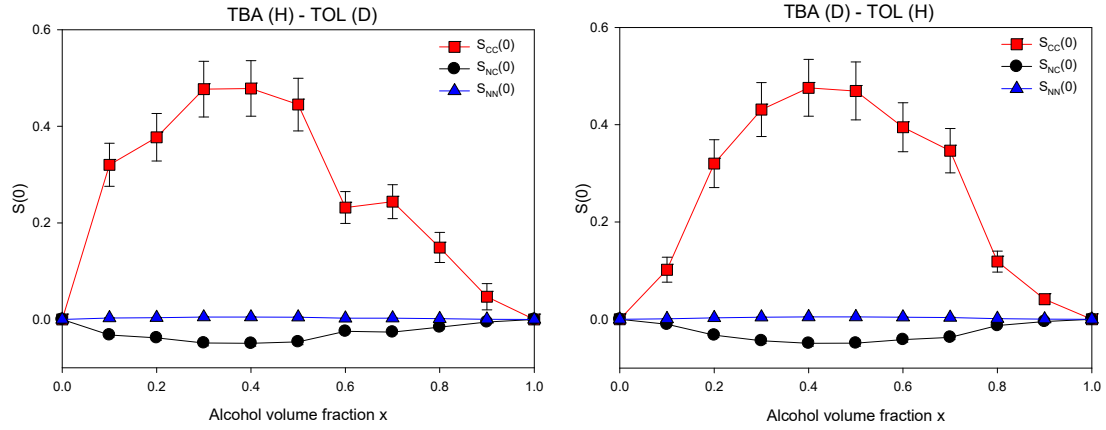 TBA (H) - TOL (D)
0.6
0.4
0.2
0.0
S(0)
S_CC(0)
S_NC(0)
S_NN(0)
0.0 0.2 0.4 0.6 0.8 1.0
Alcohol volume fraction x
TBA (D) - TOL (H)
0.6
0.4
0.2
0.0
S(0)
S_CC(0)
S_NC(0)
S_NN(0)
0.0 0.2 0.4 0.6 0.8 1.0
Alcohol volume fraction x